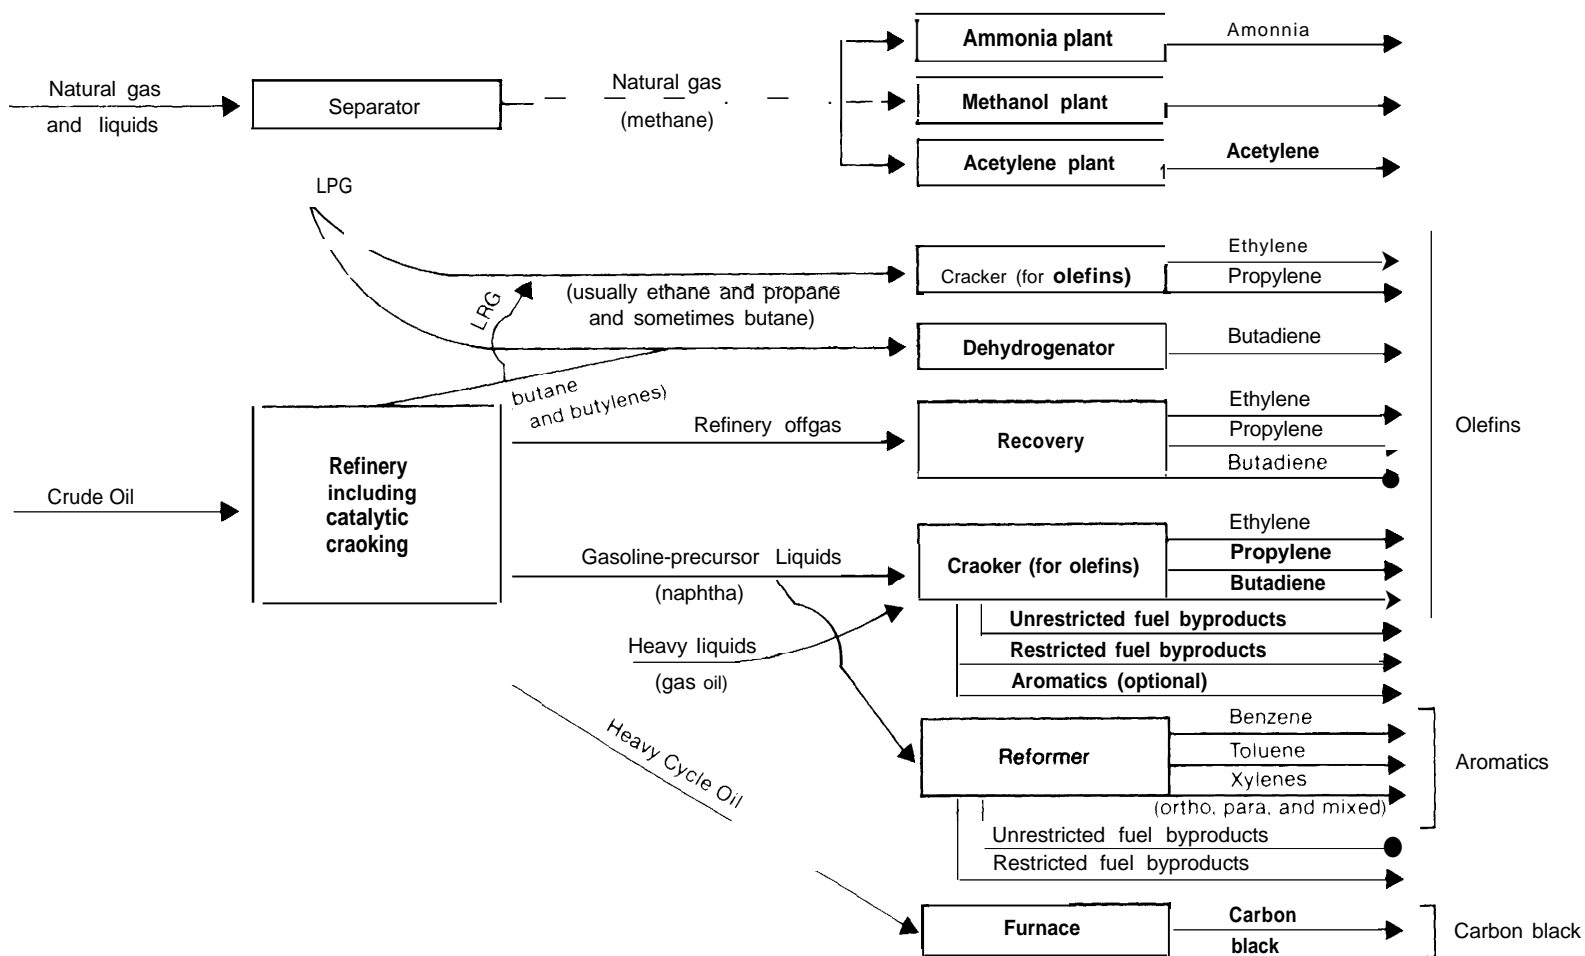 Natural gas
and liquids
Separator
Natural gas
(methane)
Ammonia plant
Amonnia
Methanol plant
Acetylene plant
Acetylene
LPG
LRG
(usually ethane and propane
and sometimes butane)
Cracker (for olefins)
Ethylene
Propylene
Dehydrogenator
Butadiene
butane
and butylenes)
Refinery offgas
Recovery
Ethylene
Propylene
Butadiene
Olefins
Crude Oil
Refinery
including
catalytic
craoking
Gasoline-precursor Liquids
(naphtha)
Heavy liquids
(gas oil)
Craoker (for olefins)
Ethylene
Propylene
Butadiene
Unrestricted fuel byproducts
Restricted fuel byproducts
Aromatics (optional)
Heavy Cycle Oil
Reformer
Benzene
Toluene
Xylenes
(ortho, para, and mixed)
Aromatics
Unrestricted fuel byproducts
Restricted fuel byproducts
Furnace
Carbon
black
Carbon black